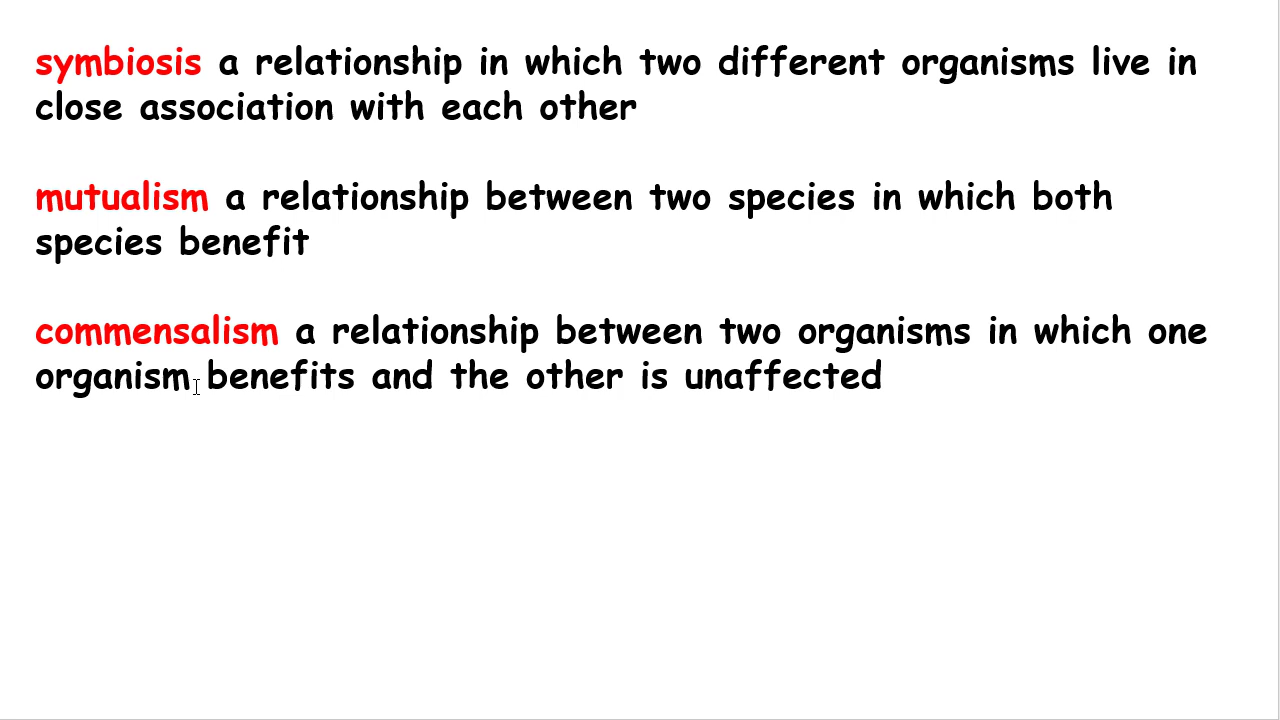 symbiosis a relationship in which two different organisms live in
close association with each other
mutualism a relationship between two species in which both
species benefit
commensalism a relationship between two organisms in which one
organism benefits and the other is unaffected